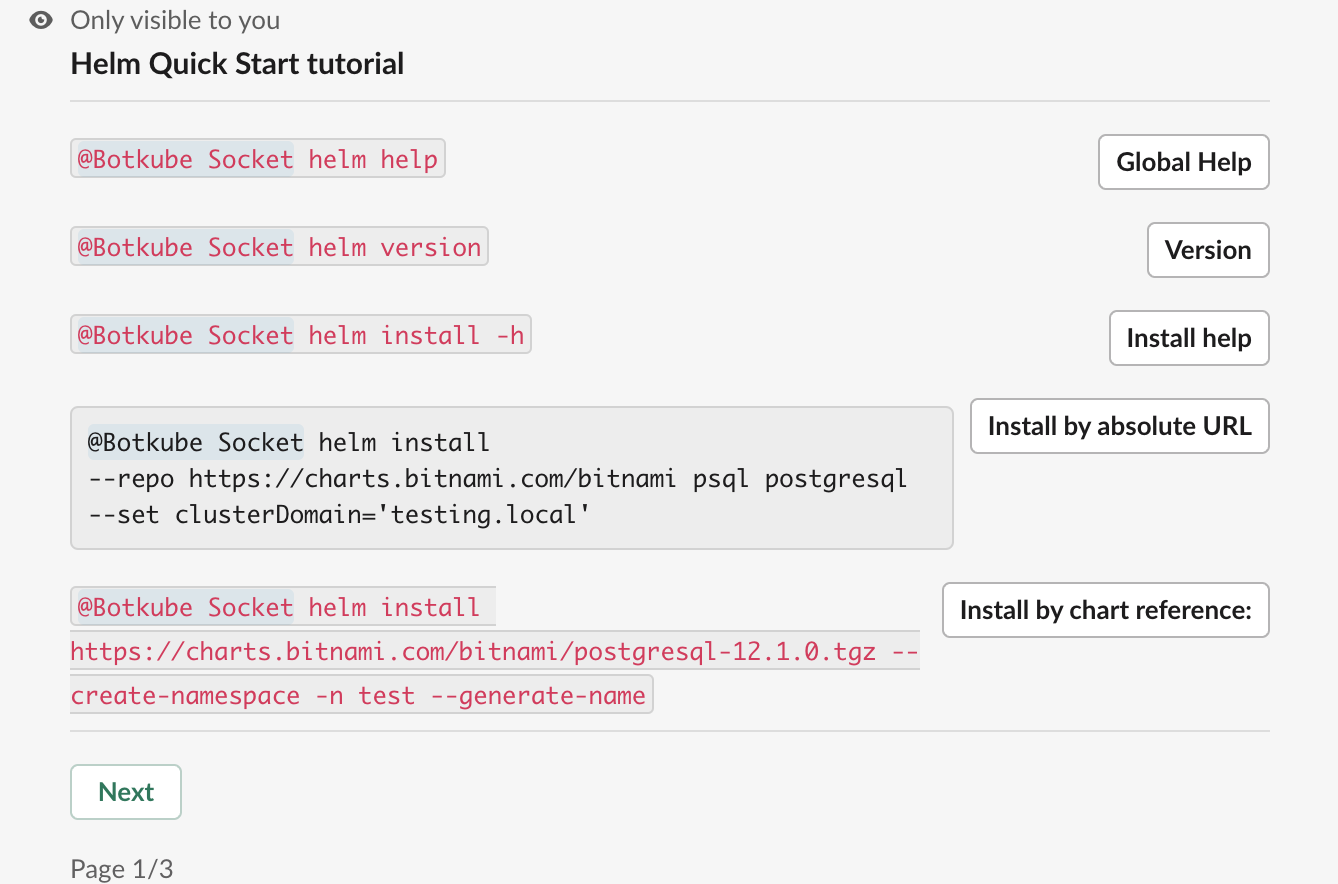 Only visible to you
Helm Quick Start tutorial
@Botkube Socket helm help
Global Help
@Botkube Socket helm version
Version
@Botkube Socket helm install -h
Install help
@Botkube Socket helm install
--repo https://charts.bitnami.com/bitnami psql postgresql
--set clusterDomain='testing.local'
Install by absolute URL
@Botkube Socket helm install
https://charts.bitnami.com/bitnami/postgresql-12.1.0.tgz --
create-namespace -n test --generate-name
Install by chart reference:
Next
Page 1/3